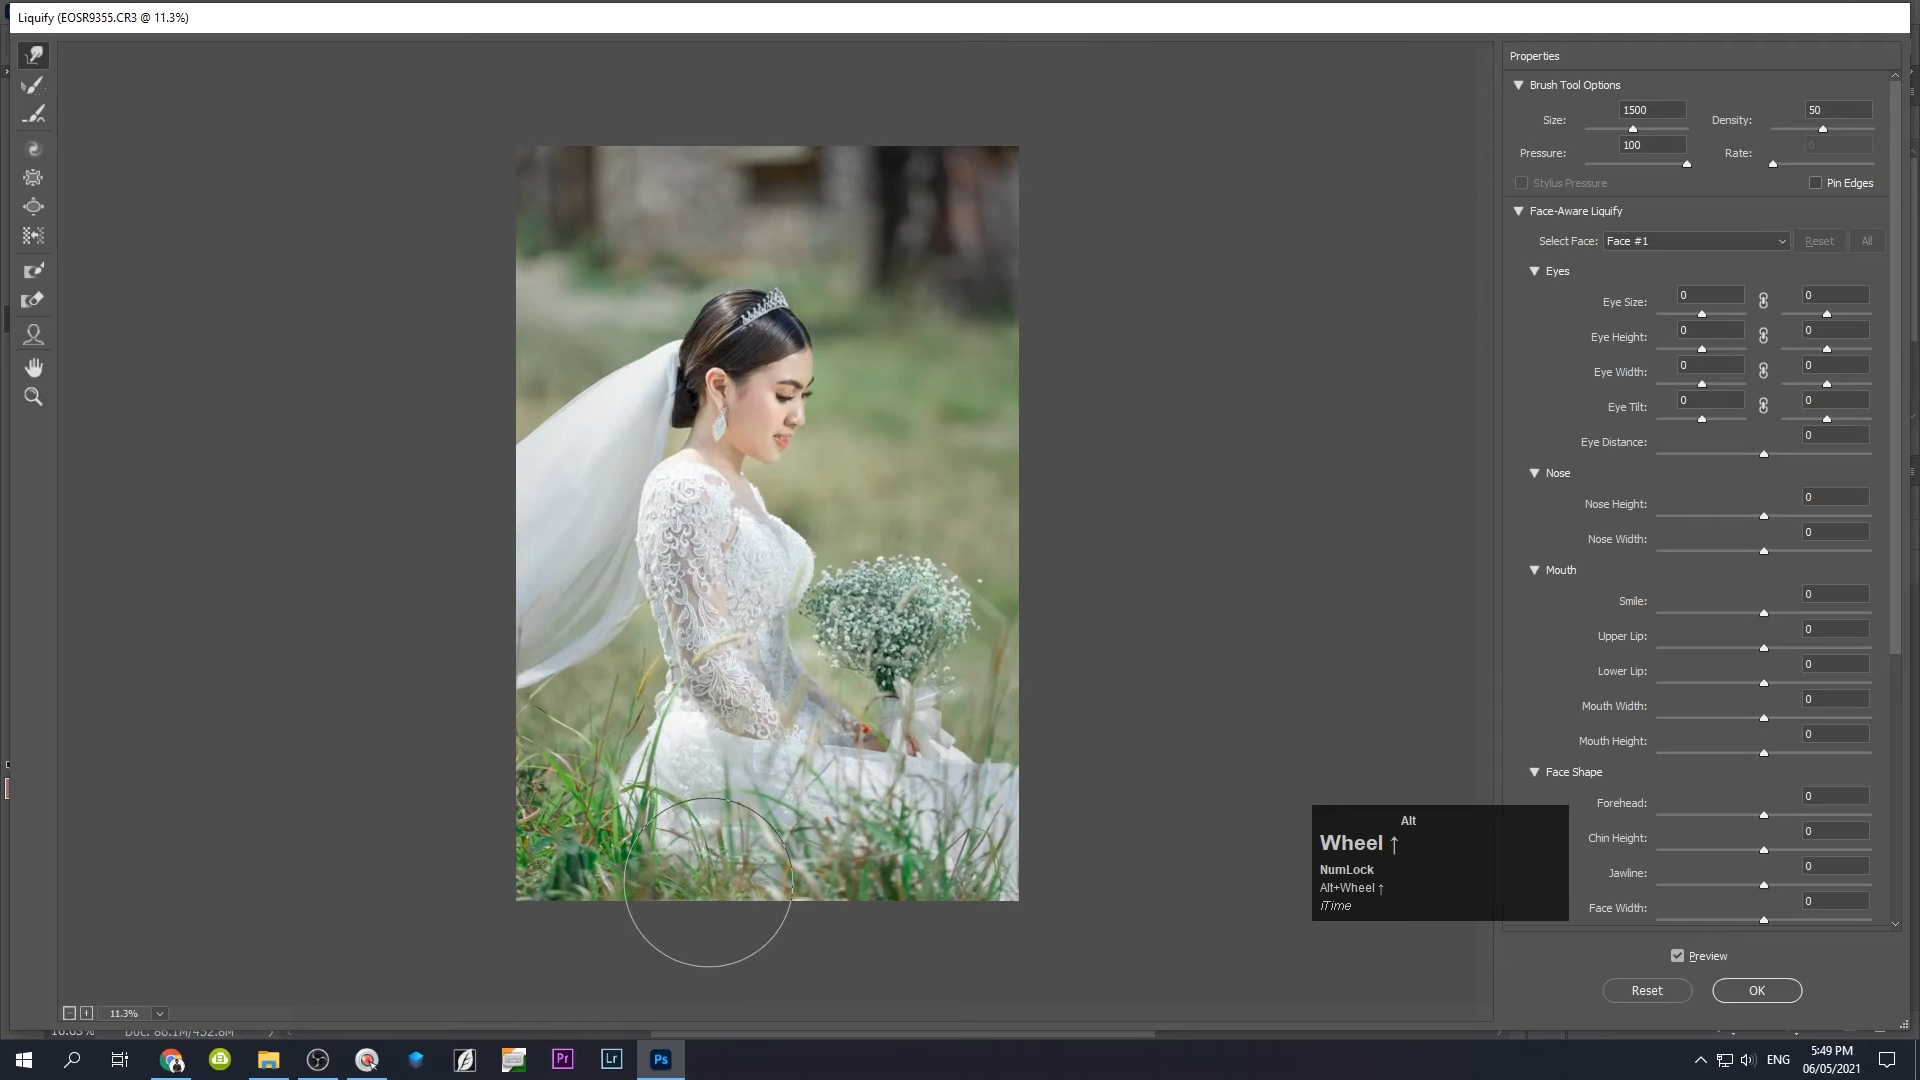 Liquify (EOSR9355.CR3 @ 11.3%)
Properties
Brush Tool Options
Size: 1500 Density: 50
Pressure: 100 Rate: 0
Stylus Pressure Pin Edges
Face-Aware Liquify
Select Face: Face #1 Reset All
Eyes
Eye Size: 0 0
Eye Height: 0 0
Eye Width: 0 0
Eye Tilt: 0 0
Eye Distance: 0
Nose
Nose Height: 0
Nose Width: 0
Mouth
Smile: 0
Upper Lip: 0
Lower Lip: 0
Mouth Width: 0
Mouth Height: 0
Face Shape
Forehead: 0
Chin Height: 0
Jawline: 0
Face Width: 0
Alt
Wheel ↑
NumLock
Alt+Wheel ↑
iTime
Preview
Reset OK
11.3%
Pr Lr Ps
ENG
5:49 PM
06/05/2021